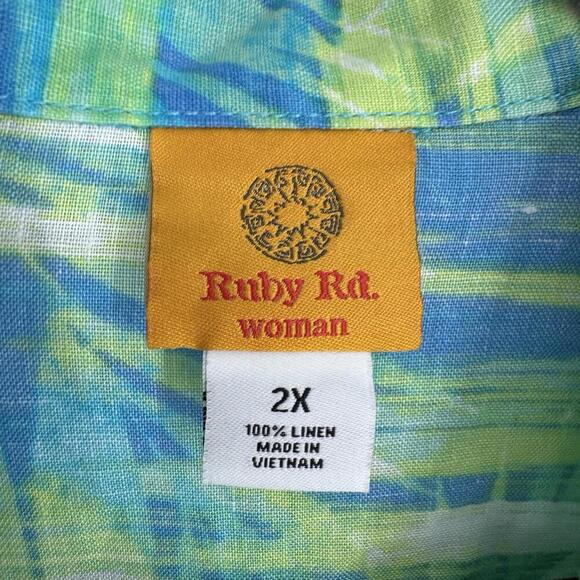 Ruby Rd.
woman
2X
100% LINEN
MADE IN
VIETNAM